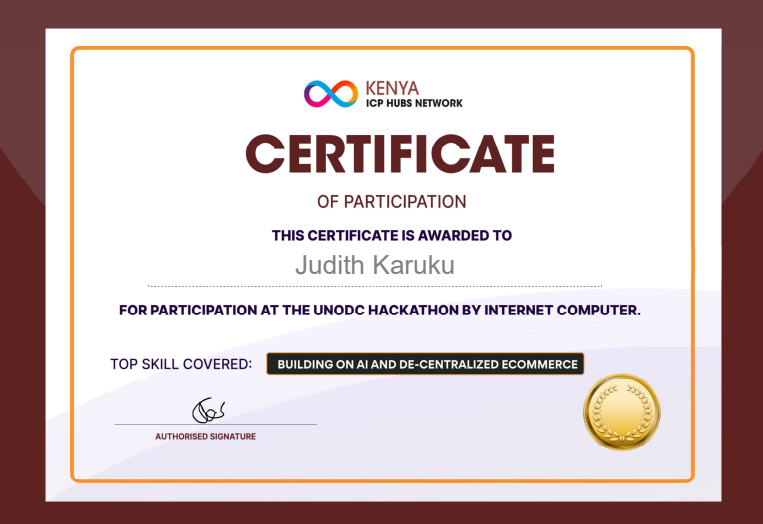 KENYA
ICP HUBS NETWORK
CERTIFICATE
OF PARTICIPATION
THIS CERTIFICATE IS AWARDED TO
Judith Karuku
FOR PARTICIPATION AT THE UNODC HACKATHON BY INTERNET COMPUTER.
TOP SKILL COVERED: BUILDING ON AI AND DE-CENTRALIZED ECOMMERCE
AUTHORISED SIGNATURE